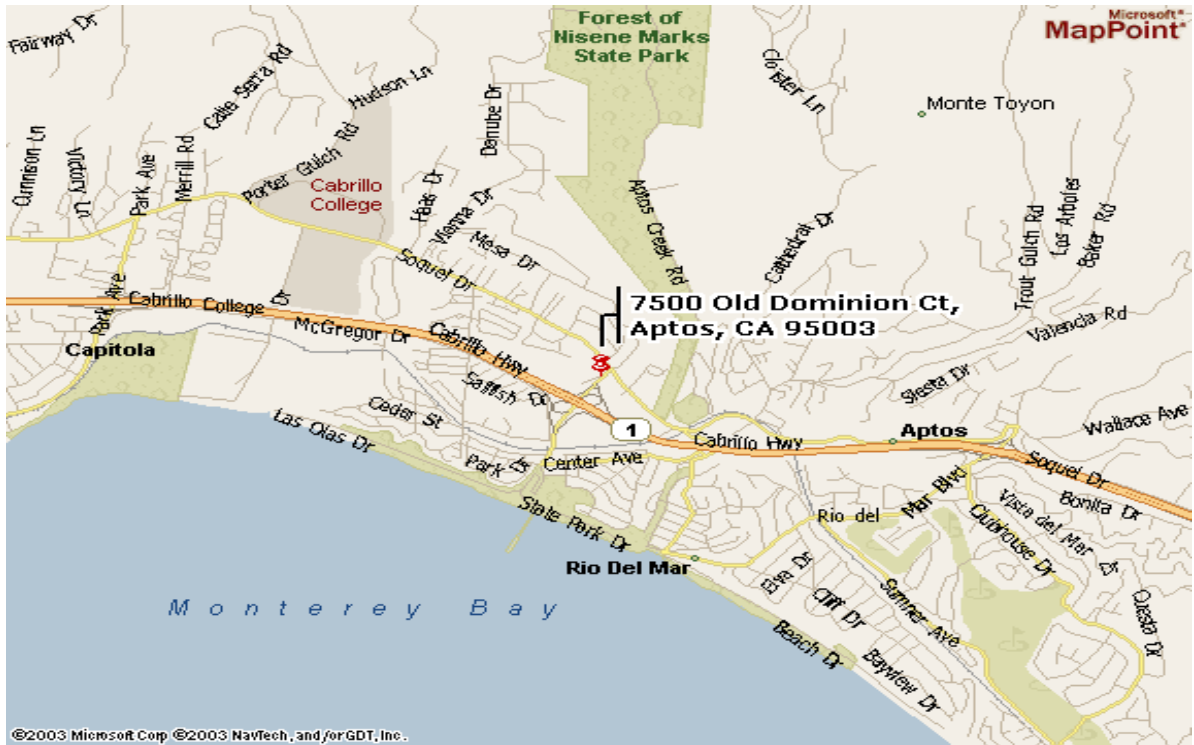 Fairway Dr
Forest of
Nisene Marks
State Park
Microsoft®
MapPoint®
Calle Serra Rd
Hudson Ln
Danube Dr
Cloister Ln
Monte Toyon
Gunnison Ln
Victory Ln
Park Ave
Merrill Rd
Porter Gulch Rd
Cabrillo
College
Haas Dr
Vienna Dr
Mesa Dr
Aptos Creek Rd
Cathedral Dr
Trout Gulch Rd
Los Arboles
Baker Rd
Soquel Dr
7500 Old Dominion Ct,
Aptos, CA 95003
Park Ave
Cabrillo College Dr
McGregor Dr
Cabrillo Hwy
Valencia Rd
Capitola
Sailfish Dr
Siesta Dr
Cedar St
Las Olas Dr
1
Cabrillo Hwy
Aptos
Wallace Ave
Park Dr
Center Ave
Soquel Dr
State Park Dr
Rio del Mar Blvd
Clubhouse Dr
Vista del Mar Dr
Bonita Dr
Rio Del Mar
Elva Dr
Cliff Dr
Sumner Ave
Questa Dr
Monterey Bay
Beach Dr
Bayview Dr
©2003 Microsoft Corp ©2003 NavTech, and/or GDT, Inc.